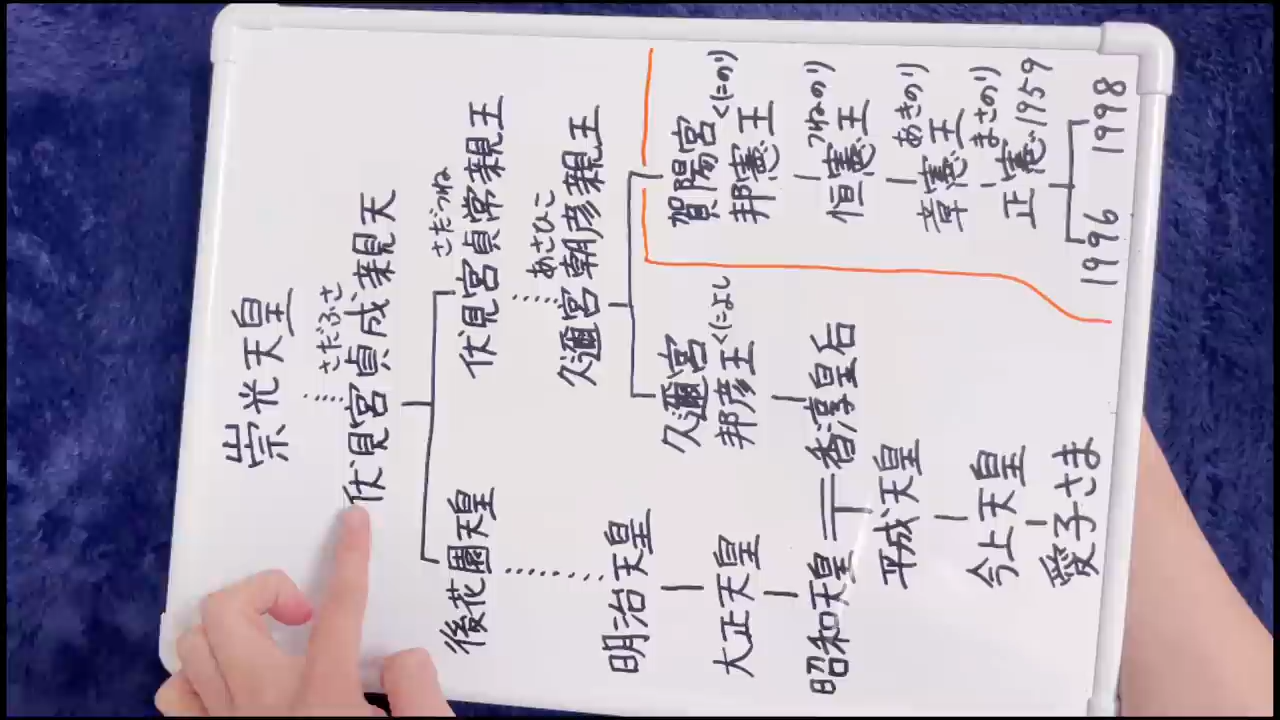 崇光天皇
さだふさ
伏見宮貞成親天
後花園天皇
さだつね
伏見宮貞常親王
あさひこ
久邇宮朝彦親王
明治天皇
大正天皇
昭和天皇
久邇宮
邦彦王
くによし
香淳皇后
平成天皇
今上天皇
愛子さま
賀陽宮
邦憲王
くにのり
つねのり
恒憲王
あきのり
章憲王
まさのり
正憲 1959
1996
1998